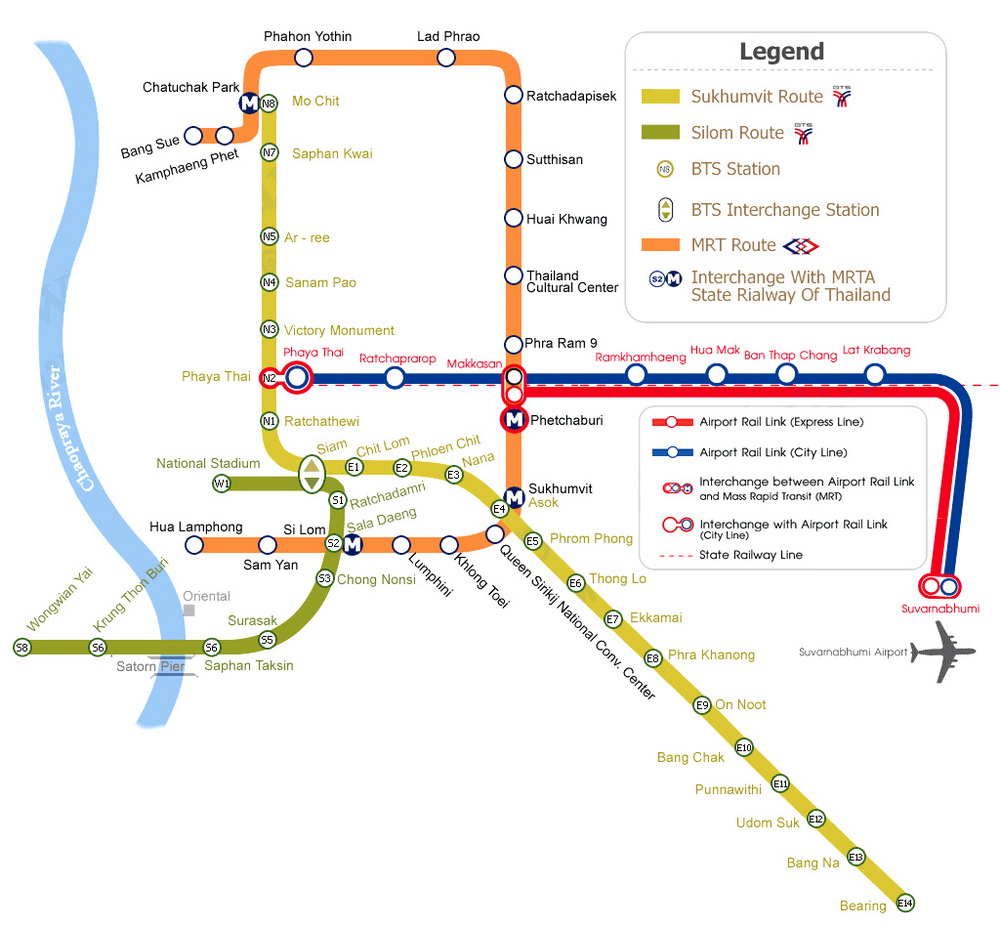 Phahon Yothin
Lad Phrao
Chatuchak Park
M
N8
Mo Chit
Bang Sue
Kamphaeng Phet
N7
Saphan Kwai
N5
Ar - ree
N4
Sanam Pao
N3
Victory Monument
Phaya Thai
N2
Phaya Thai
Ratchaprarop
Makkasan
N1
Ratchathewi
Ratchadapisek
Sutthisan
Huai Khwang
Thailand
Cultural Center
Phra Ram 9
M
Phetchaburi
Ramkhamhaeng
Hua Mak
Ban Thap Chang
Lat Krabang
Legend
Sukhumvit Route
BTS
Silom Route
BTS
N8
BTS Station
BTS Interchange Station
MRT Route
S2
M
Interchange With MRTA
State Rialway Of Thailand
Airport Rail Link (Express Line)
Airport Rail Link (City Line)
Interchange between Airport Rail Link
and Mass Rapid Transit (MRT)
Interchange with Airport Rail Link
(City Line)
State Railway Line
Suvarnabhumi
Suvarnabhumi Airport
Chaopraya River
National Stadium
W1
Siam
E1
Chit Lom
E2
Phloen Chit
E3
Nana
M
Sukhumvit
E4
Asok
S1
Ratchadamri
Hua Lamphong
Sam Yan
Si Lom
S2
Sala Daeng
M
Lumphini
Khlong Toei
Queen Sirikij National Conv. Center
S3
Chong Nonsi
S5
Surasak
S6
Saphan Taksin
Oriental
Satorn Pier
S6
Krung Thon Buri
S8
Wongwian Yai
E5
Phrom Phong
E6
Thong Lo
E7
Ekkamai
E8
Phra Khanong
E9
On Noot
E10
Bang Chak
E11
Punnawithi
E12
Udom Suk
E13
Bang Na
E14
Bearing